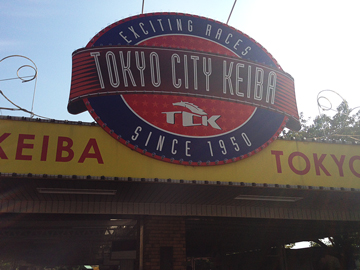 EXCITING RACES
TOKYO CITY KEIBA
TCK
SINCE 1950
KEIBA
TOKYO